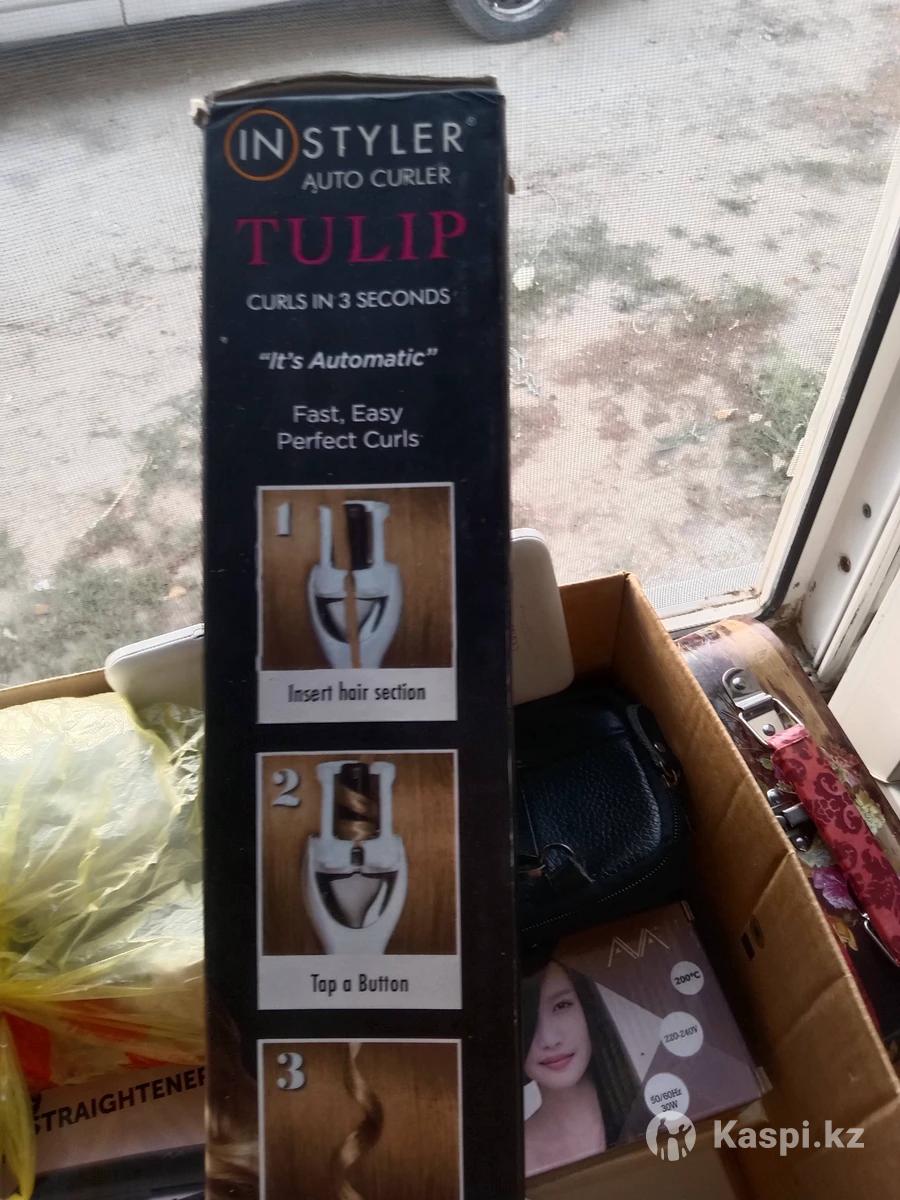 INSTYLER®
AUTO CURLER
TULIP
CURLS IN 3 SECONDS
"It's Automatic"
Fast, Easy
Perfect Curls
1
Insert hair section
2
Tap a Button
3
AVA
200°C
220-240V
50/60Hz
30W
STRAIGHTENER
Kaspi.kz